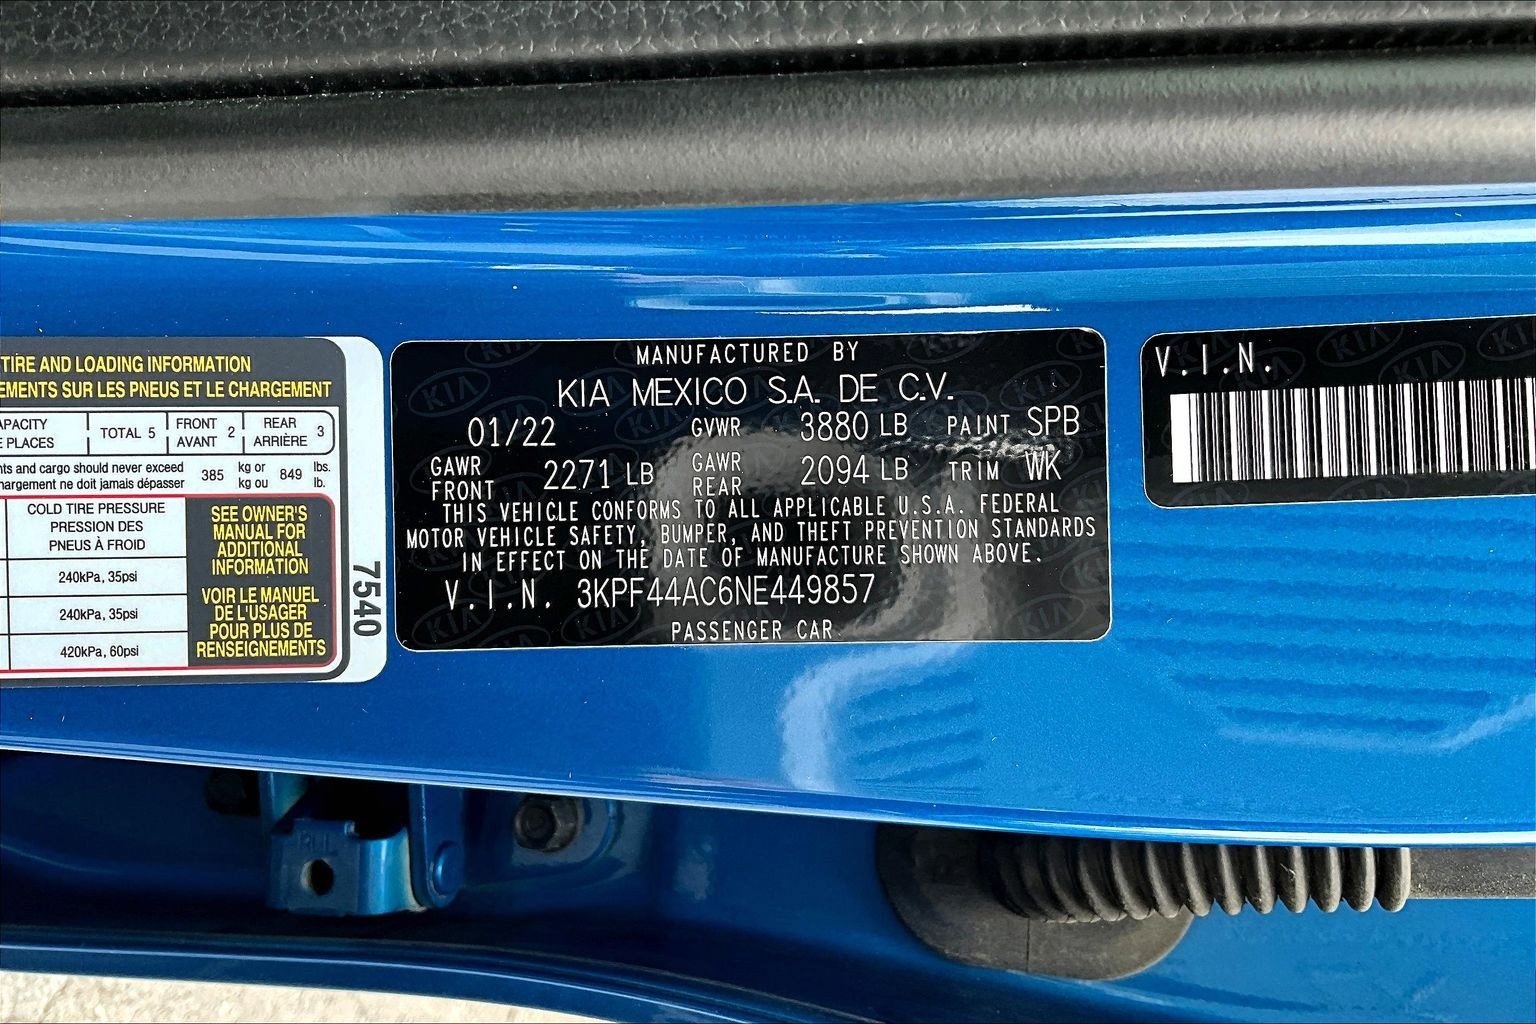 TIRE AND LOADING INFORMATION
EMENTS SUR LES PNEUS ET LE CHARGEMENT
APACITY
E PLACES
TOTAL 5
FRONT
AVANT
2
REAR
ARRIÈRE
3
nts and cargo should never exceed
hargement ne doit jamais dépasser
385
kg or
kg ou
849
lbs.
lb.
COLD TIRE PRESSURE
PRESSION DES
PNEUS À FROID
240kPa, 35psi
240kPa, 35psi
420kPa, 60psi
SEE OWNER'S
MANUAL FOR
ADDITIONAL
INFORMATION
VOIR LE MANUEL
DE L'USAGER
POUR PLUS DE
RENSEIGNEMENTS
7540
MANUFACTURED BY
KIA MEXICO S.A. DE C.V.
01/22 GVWR 3880 LB PAINT SPB
GAWR FRONT 2271 LB GAWR REAR 2094 LB TRIM WK
THIS VEHICLE CONFORMS TO ALL APPLICABLE U.S.A. FEDERAL
MOTOR VEHICLE SAFETY, BUMPER, AND THEFT PREVENTION STANDARDS
IN EFFECT ON THE DATE OF MANUFACTURE SHOWN ABOVE.
V.I.N. 3KPF44AC6NE449857
PASSENGER CAR
V.I.N.